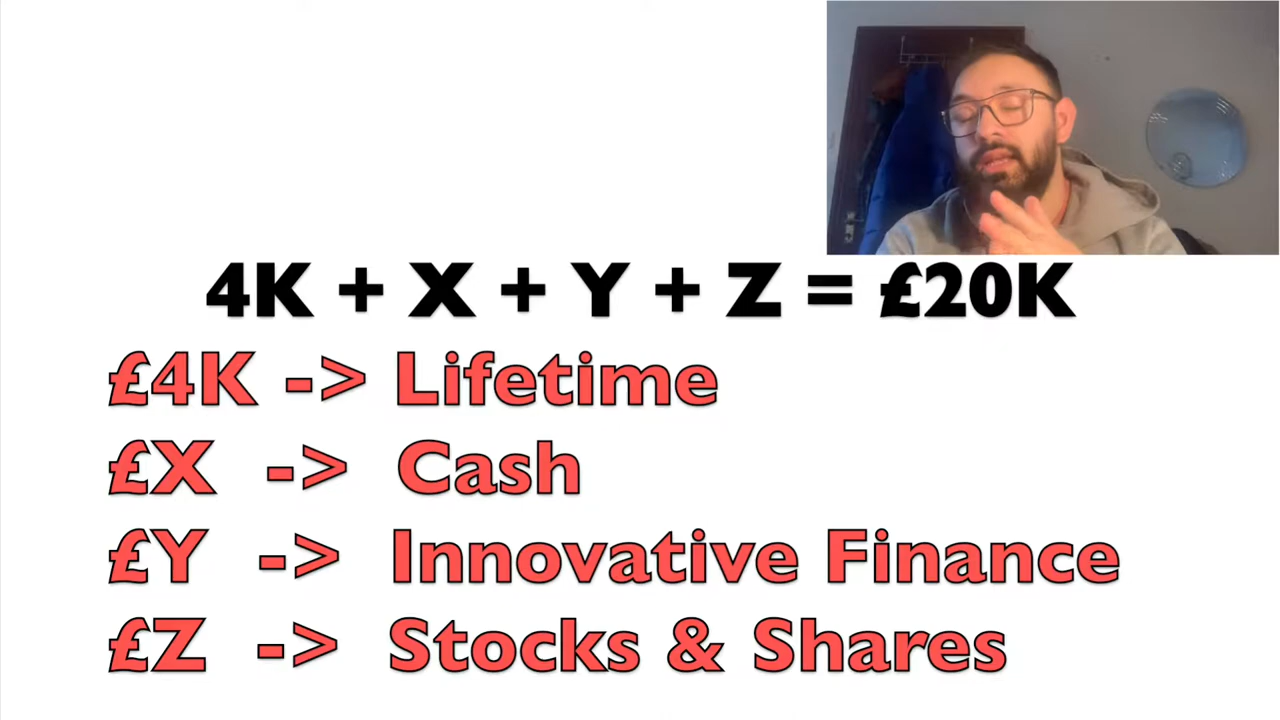 4K + X + Y + Z = £20K
£4K -> Lifetime
£X -> Cash
£Y -> Innovative Finance
£Z -> Stocks & Shares